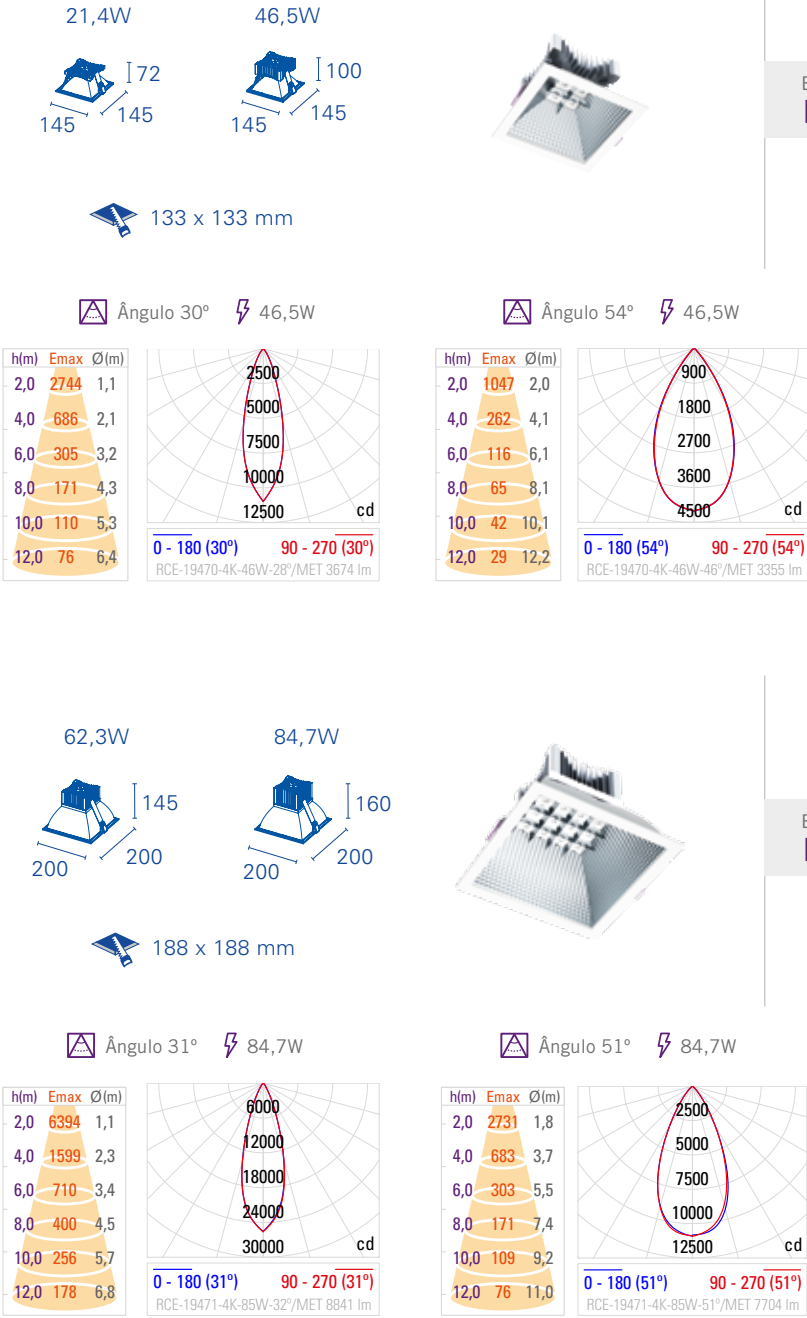 21,4W
46,5W
72
145
145
100
145
145
133 x 133 mm
Ângulo 30º 46,5W
h(m) Emax Ø(m)
2,0 2744 1,1
4,0 686 2,1
6,0 305 3,2
8,0 171 4,3
10,0 110 5,3
12,0 76 6,4
2500
5000
7500
10000
12500
cd
0 - 180 (30º) 90 - 270 (30º)
RCE-19470-4K-46W-28º/MET 3674 lm
Ângulo 54º 46,5W
h(m) Emax Ø(m)
2,0 1047 2,0
4,0 262 4,1
6,0 116 6,1
8,0 65 8,1
10,0 42 10,1
12,0 29 12,2
900
1800
2700
3600
4500
cd
0 - 180 (54º) 90 - 270 (54º)
RCE-19470-4K-46W-46º/MET 3355 lm
62,3W
84,7W
145
200
200
160
200
200
188 x 188 mm
Ângulo 31º 84,7W
h(m) Emax Ø(m)
2,0 6394 1,1
4,0 1599 2,3
6,0 710 3,4
8,0 400 4,5
10,0 256 5,7
12,0 178 6,8
6000
12000
18000
24000
30000
cd
0 - 180 (31º) 90 - 270 (31º)
RCE-19471-4K-85W-32º/MET 8841 lm
Ângulo 51º 84,7W
h(m) Emax Ø(m)
2,0 2731 1,8
4,0 683 3,7
6,0 303 5,5
8,0 171 7,4
10,0 109 9,2
12,0 76 11,0
2500
5000
7500
10000
12500
cd
0 - 180 (51º) 90 - 270 (51º)
RCE-19471-4K-85W-51º/MET 7704 lm